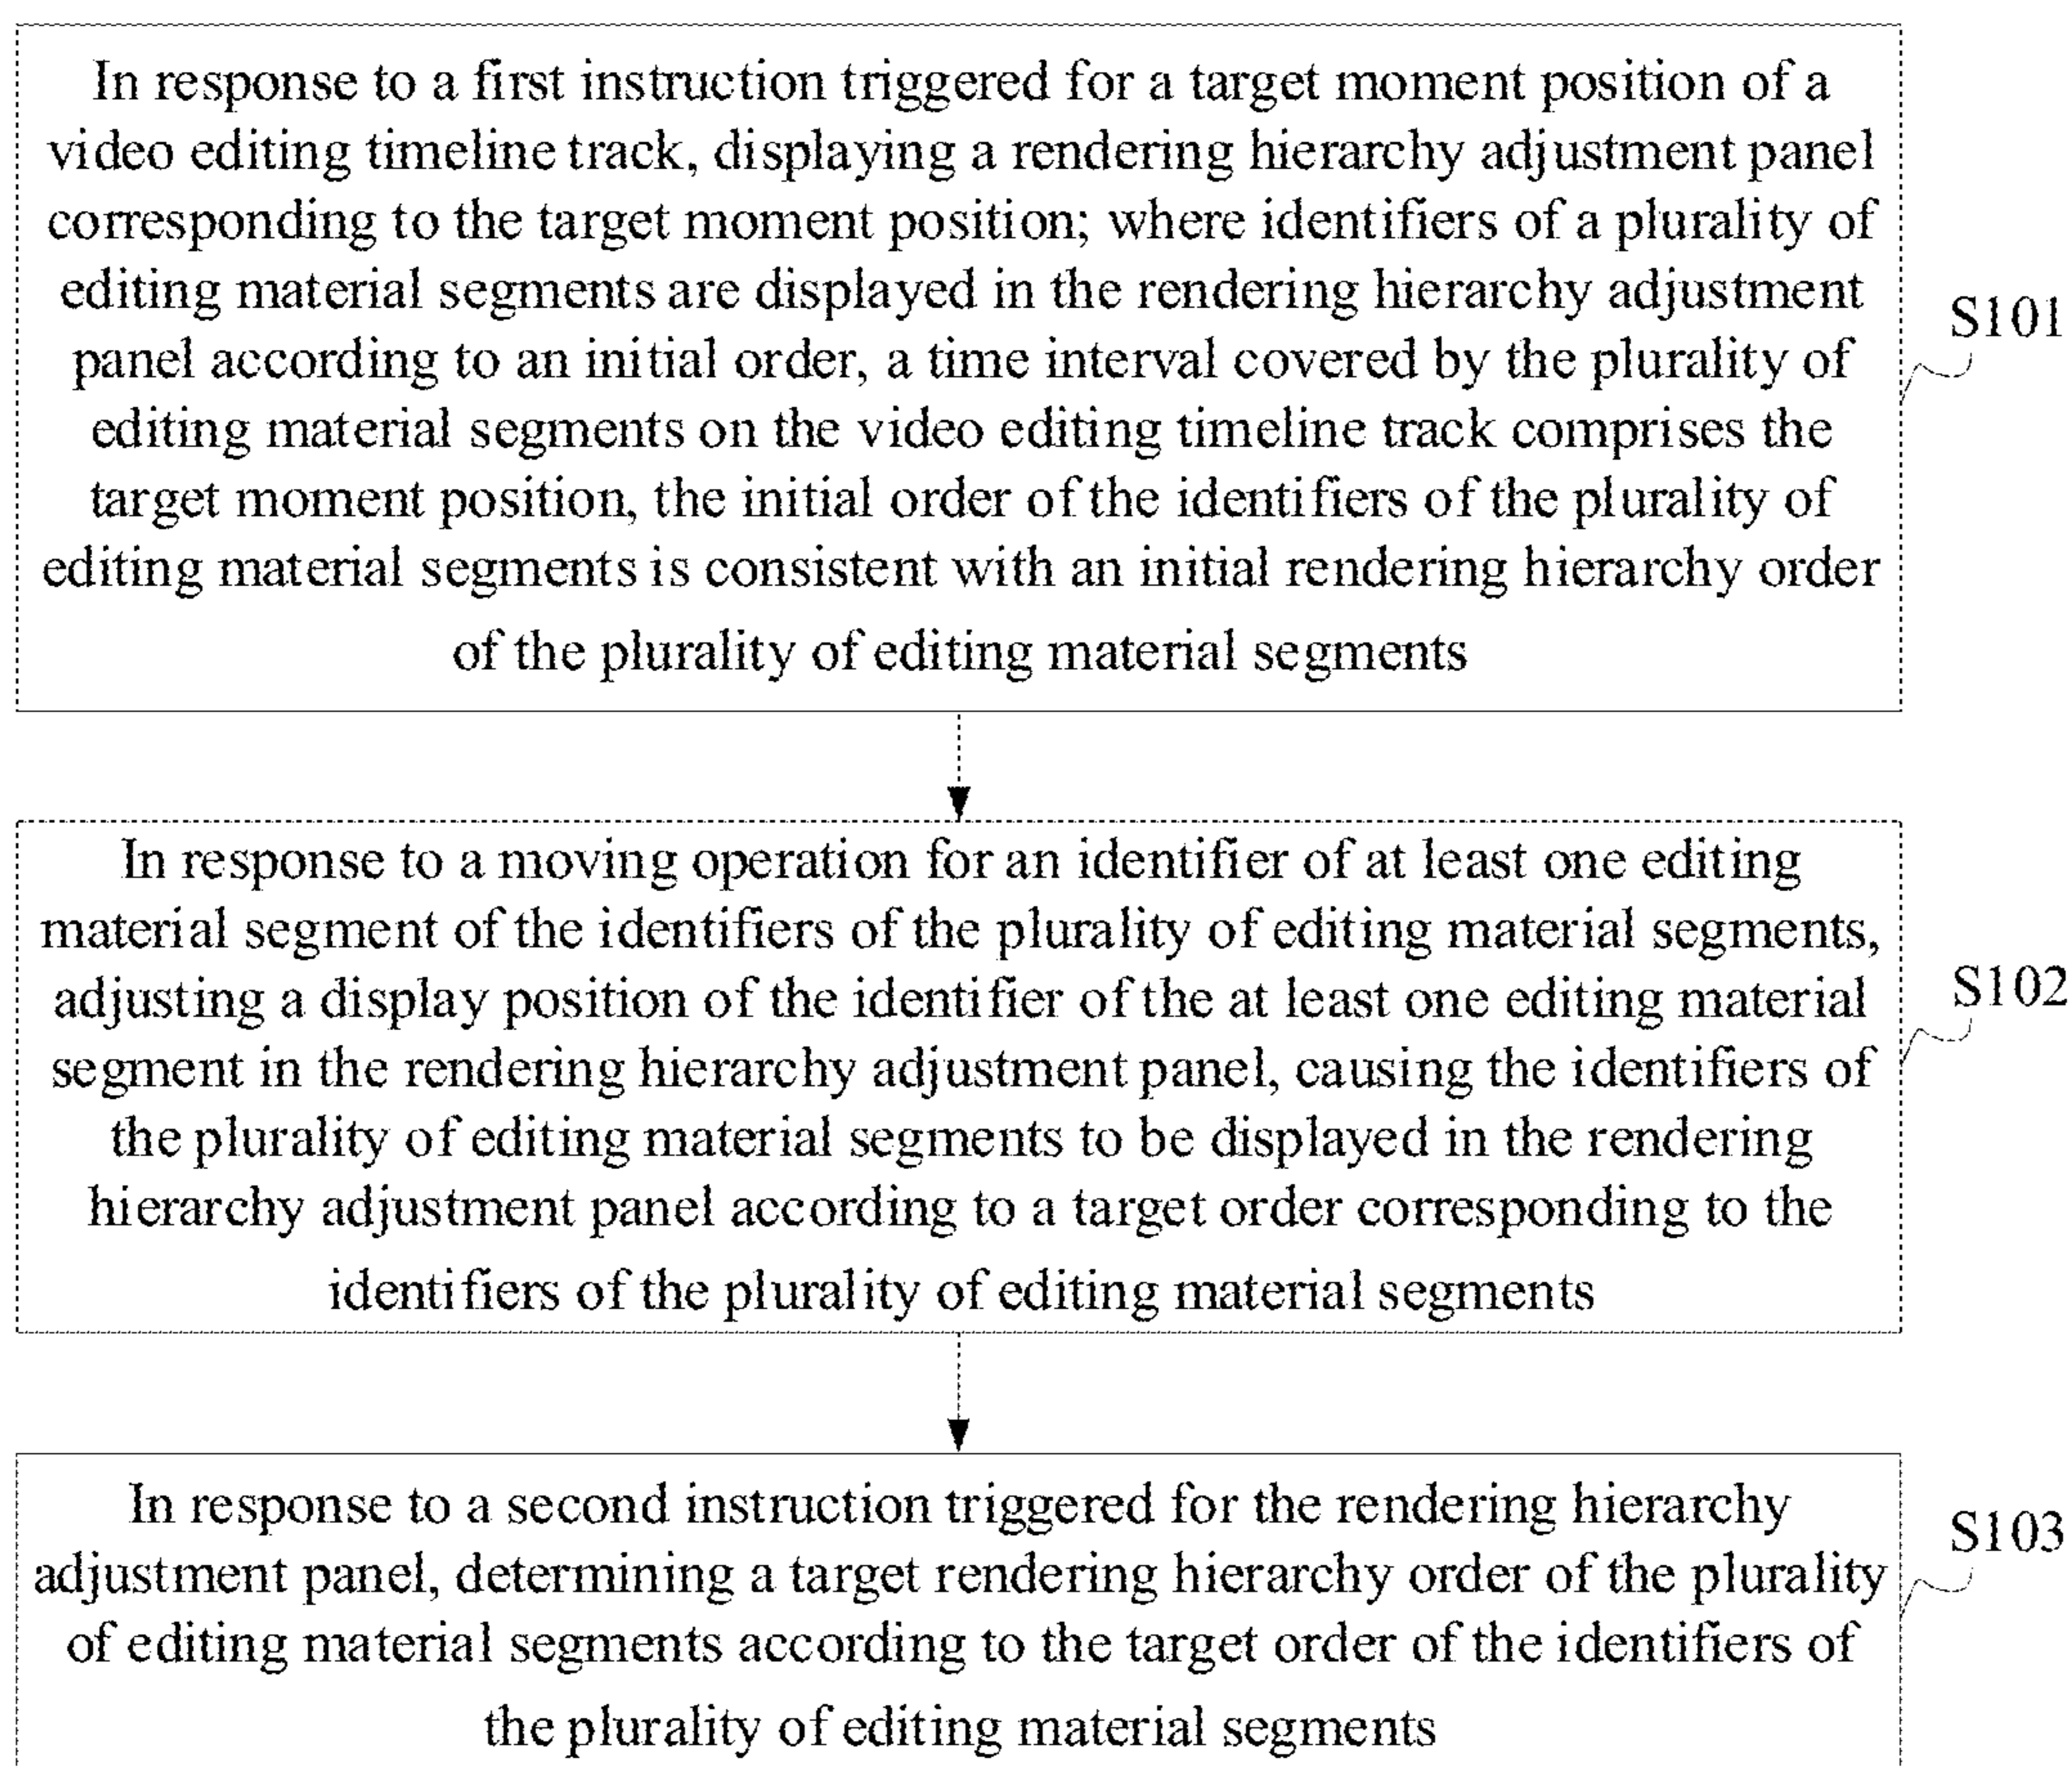 In response to a first instruction triggered for a target moment position of a
video editing timeline track, displaying a rendering hierarchy adjustment panel
corresponding to the target moment position; where identifiers of a plurality of
editing material segments are displayed in the rendering hierarchy adjustment
panel according to an initial order, a time interval covered by the plurality of
editing material segments on the video editing timeline track comprises the
target moment position, the initial order of the identifiers of the plurality of
editing material segments is consistent with an initial rendering hierarchy order
of the plurality of editing material segments
S101
In response to a moving operation for an identifier of at least one editing
material segment of the identifiers of the plurality of editing material segments,
adjusting a display position of the identifier of the at least one editing material
segment in the rendering hierarchy adjustment panel, causing the identifiers of
the plurality of editing material segments to be displayed in the rendering
hierarchy adjustment panel according to a target order corresponding to the
identifiers of the plurality of editing material segments
S102
In response to a second instruction triggered for the rendering hierarchy
adjustment panel, determining a target rendering hierarchy order of the plurality
of editing material segments according to the target order of the identifiers of
the plurality of editing material segments
S103